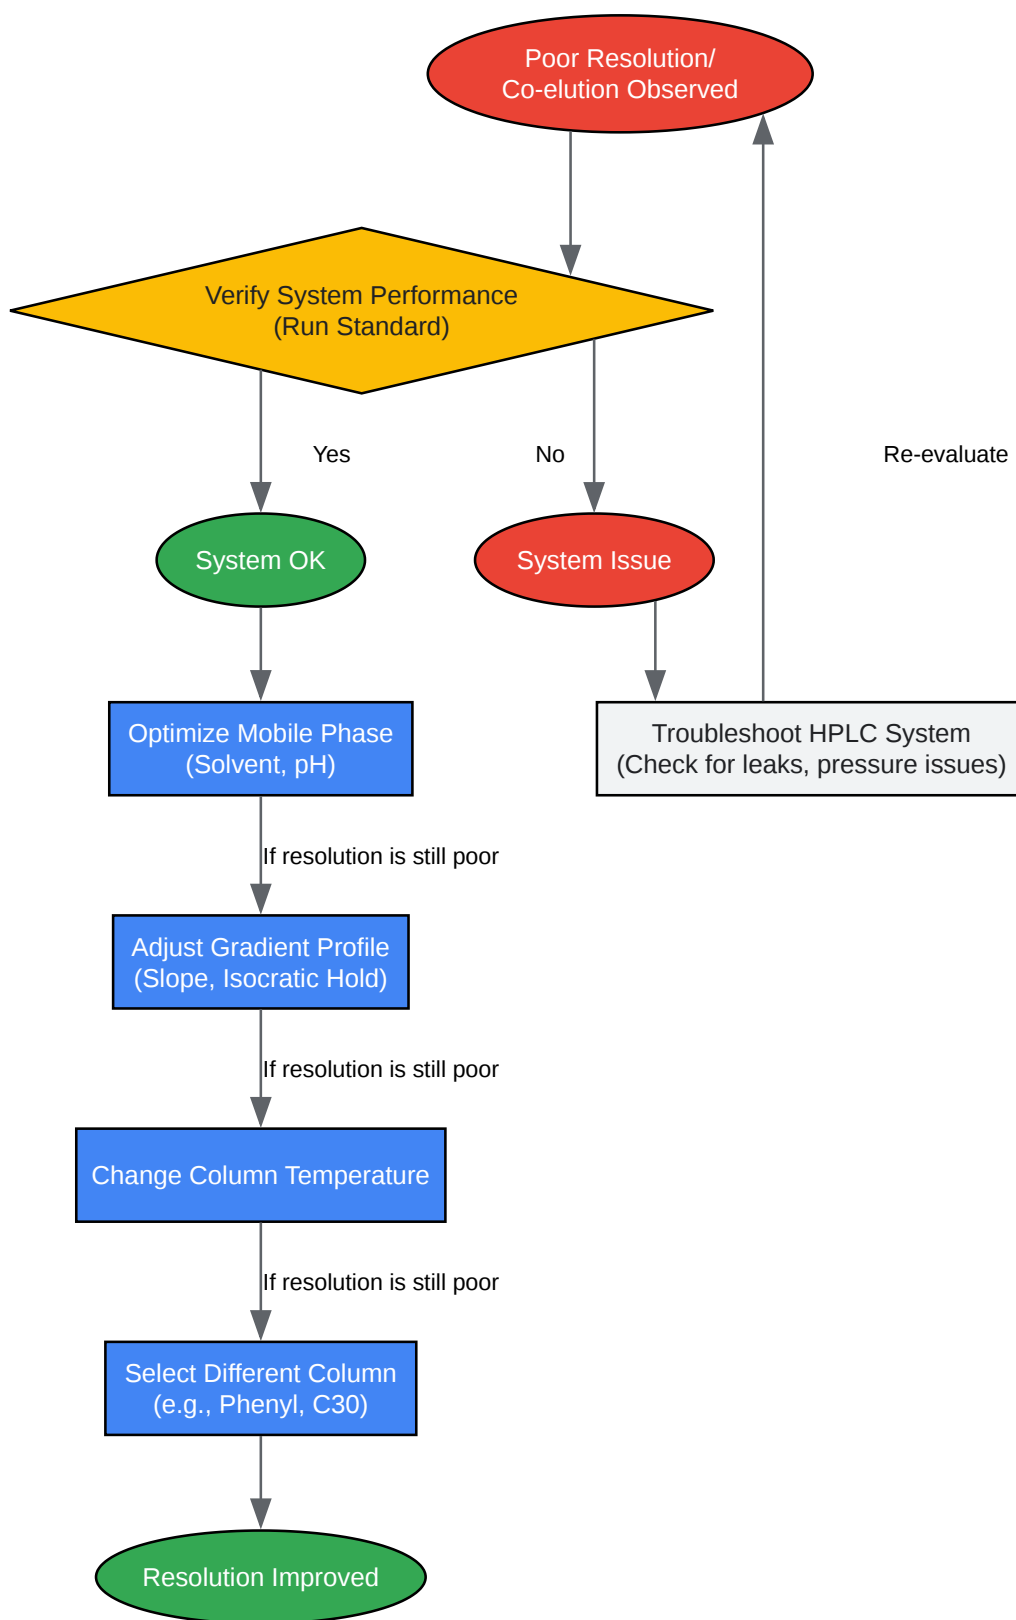 Poor Resolution/
Co-elution Observed
Verify System Performance
(Run Standard)
Yes
No
Re-evaluate
System OK
System Issue
Optimize Mobile Phase
(Solvent, pH)
Troubleshoot HPLC System
(Check for leaks, pressure issues)
If resolution is still poor
Adjust Gradient Profile
(Slope, Isocratic Hold)
If resolution is still poor
Change Column Temperature
If resolution is still poor
Select Different Column
(e.g., Phenyl, C30)
Resolution Improved